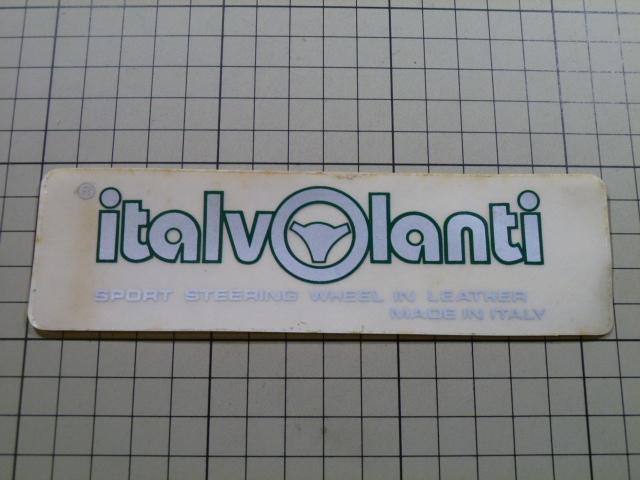 ® italvolanti
SPORT STEERING WHEEL IN LEATHER
MADE IN ITALY